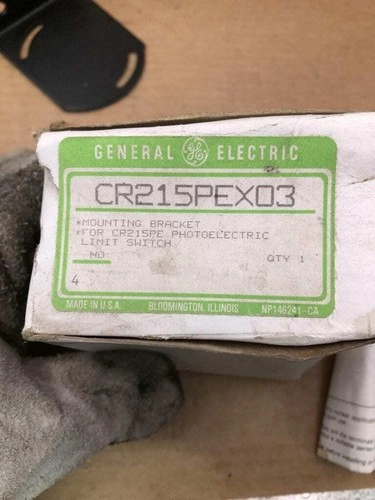 GENERAL GE ELECTRIC
CR215PEX03
*MOUNTING BRACKET
*FOR CR215PE PHOTOELECTRIC
LIMIT SWITCH
NO QTY 1
4
MADE IN U.S.A. BLOOMINGTON, ILLINOIS NP146241-CA